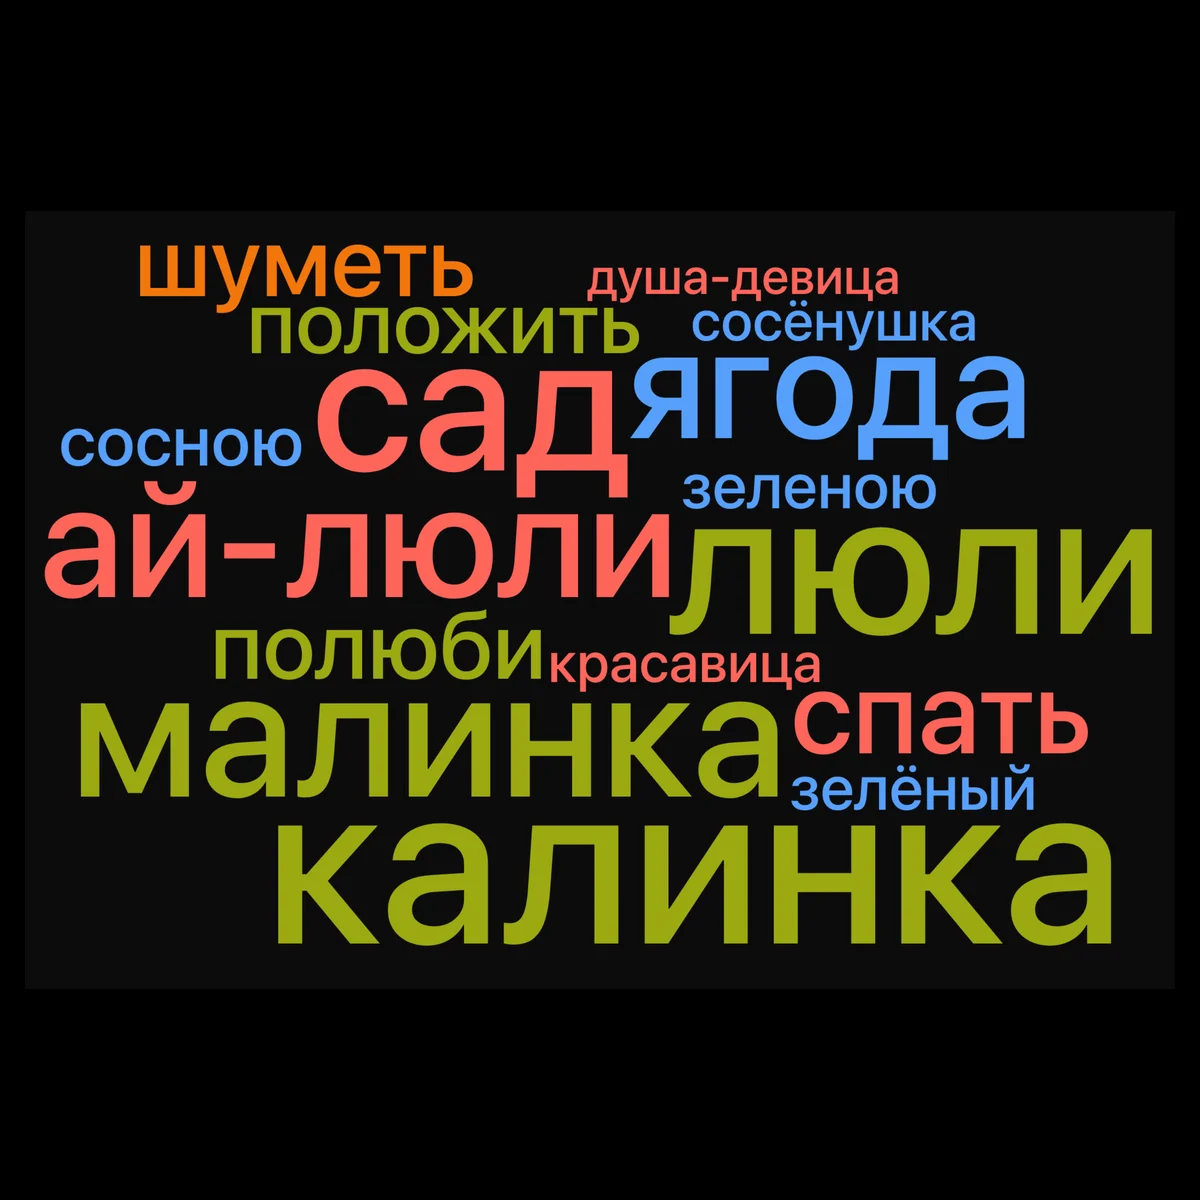 шуметь
душа-девица
положить
сосёнушка
сад
ягода
сосною
зеленою
ай-люли
люли
полюби
красавица
малинка
спать
зелёный
калинка